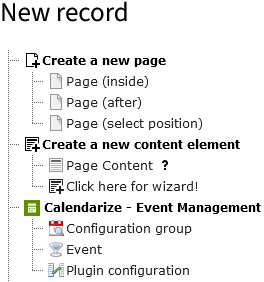 New record
Create a new page
Page (inside)
Page (after)
Page (select position)
Create a new content element
Page Content ?
Click here for wizard!
Calendarize - Event Management
Configuration group
Event
Plugin configuration